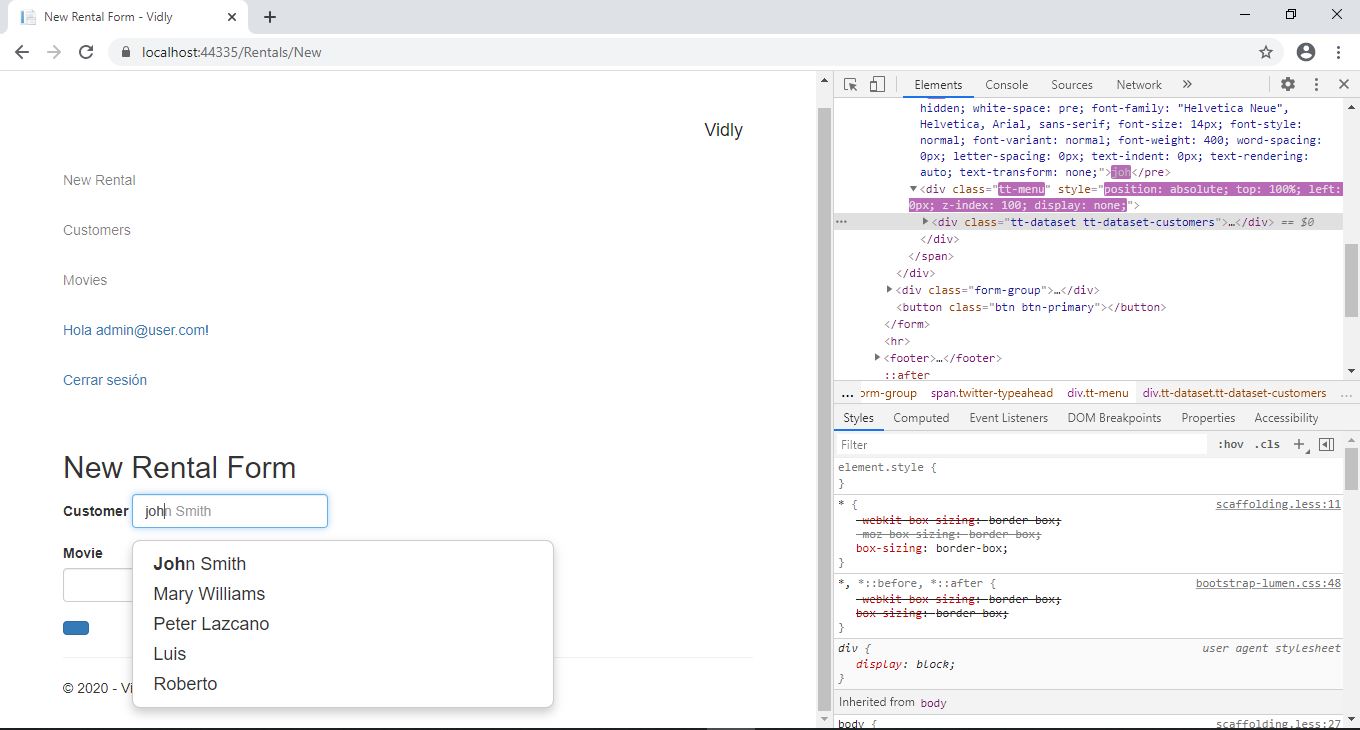 New Rental Form - Vidly
localhost:44335/Rentals/New
Vidly
New Rental
Customers
Movies
Hola admin@user.com!
Cerrar sesión
New Rental Form
Customer john Smith
Movie
John Smith
Mary Williams
Peter Lazcano
Luis
Roberto
© 2020 - Vi
Elements Console Sources Network »
hidden; white-space: pre; font-family: "Helvetica Neue",
Helvetica, Arial, sans-serif; font-size: 14px; font-style:
normal; font-variant: normal; font-weight: 400; word-spacing:
0px; letter-spacing: 0px; text-indent: 0px; text-rendering:
auto; text-transform: none;">joh</pre>
<div class="tt-menu" style="position: absolute; top: 100%; left:
0px; z-index: 100; display: none;">
<div class="tt-dataset tt-dataset-customers">…</div> == $0
</div>
</span>
</div>
<div class="form-group">…</div>
<button class="btn btn-primary"></button>
</form>
<hr>
<footer>…</footer>
::after
... orm-group span.twitter-typeahead div.tt-menu div.tt-dataset.tt-dataset-customers ...
Styles Computed Event Listeners DOM Breakpoints Properties Accessibility
Filter :hov .cls +
element.style {
}
* { scaffolding.less:11
-webkit-box-sizing: border-box;
-moz-box-sizing: border-box;
box-sizing: border-box;
}
*, *::before, *::after { bootstrap-lumen.css:48
-webkit-box-sizing: border-box;
box-sizing: border-box;
}
div { user agent stylesheet
display: block;
}
Inherited from body
body { scaffolding.less:27